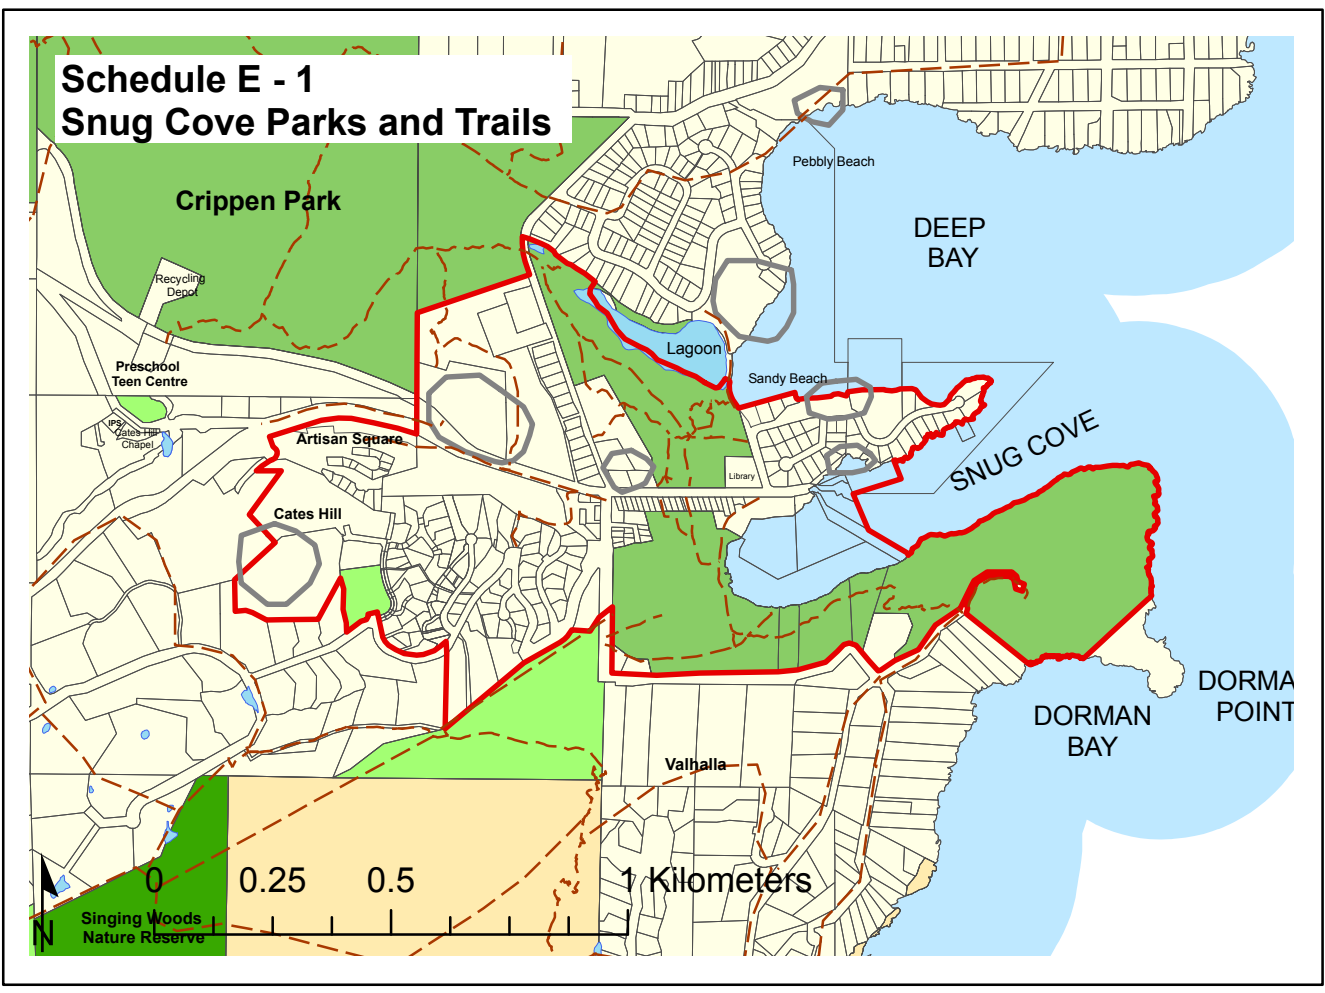 Schedule E - 1
Snug Cove Parks and Trails
Pebbly Beach
Crippen Park
DEEP
BAY
Recycling
Depot
Lagoon
Preschool
Teen Centre
Sandy Beach
IPS
Cates Hill
Chapel
Artisan Square
SNUG COVE
Library
Cates Hill
DORMA
POINT
DORMAN
BAY
Valhalla
0 0.25 0.5 1 Kilometers
Singing Woods
Nature Reserve
N